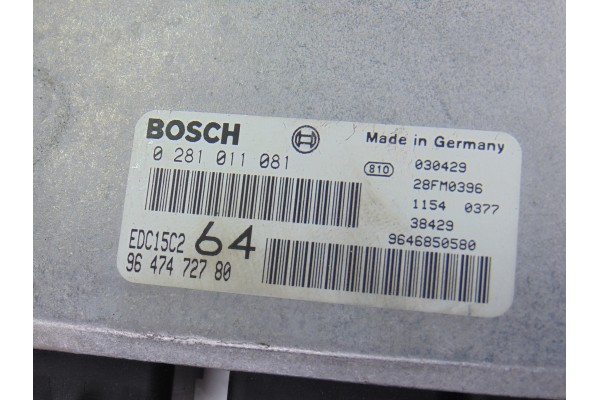 BOSCH
Made in Germany
0 281 011 081
810
030429
28FM0396
1154 0377
38429
9646850580
EDC15C2
64
96 474 727 80